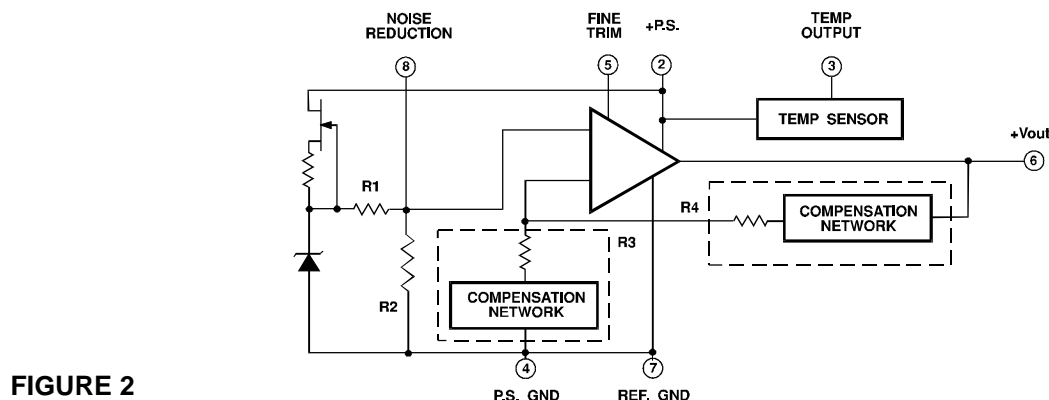 NOISE
REDUCTION
FINE
TRIM
+P.S.
TEMP
OUTPUT
8
5
2
3
TEMP SENSOR
+Vout
6
R1
R4
COMPENSATION
NETWORK
R3
R2
COMPENSATION
NETWORK
4
7
FIGURE 2
P.S. GND
REF. GND